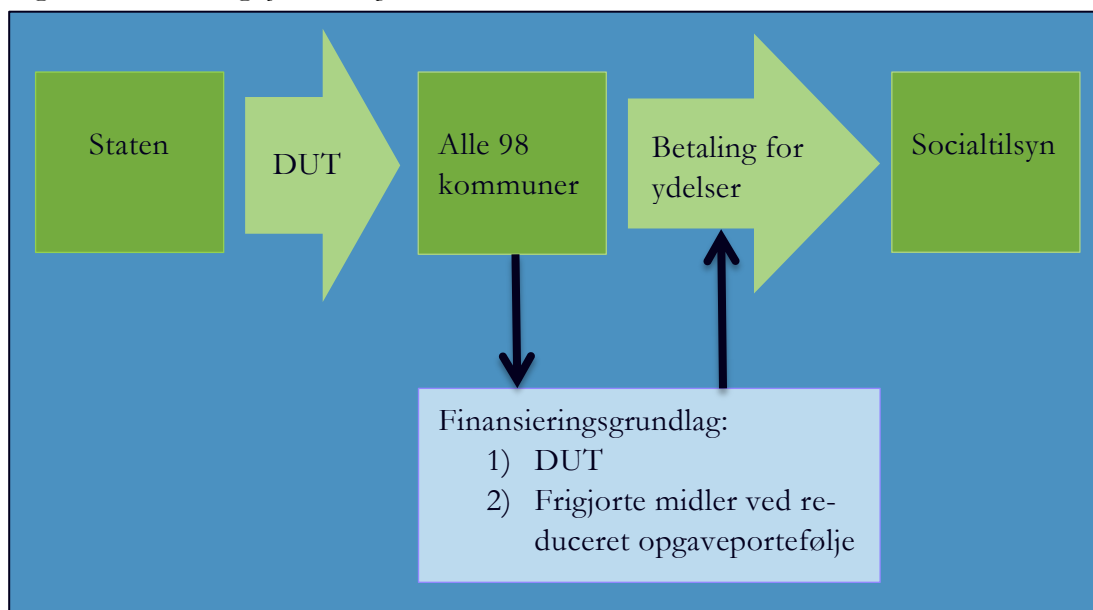 Staten
DUT
Alle 98
kommuner
Betaling for
ydelser
Socialtilsyn
Finansieringsgrundlag:
1) DUT
2) Frigjorte midler ved re-
duceret opgaveportefølje